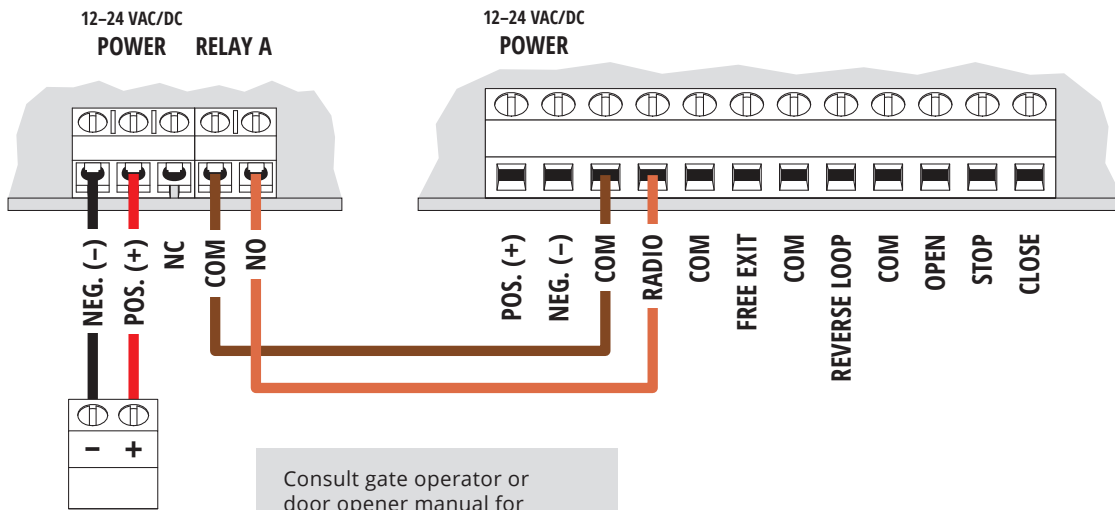 12–24 VAC/DC
POWER
RELAY A
12–24 VAC/DC
POWER
NEG. (–)
POS. (+)
NC
COM
NO
POS. (+)
NEG. (–)
COM
RADIO
COM
FREE EXIT
COM
REVERSE LOOP
COM
OPEN
STOP
CLOSE
– +
Consult gate operator or
door opener manual for